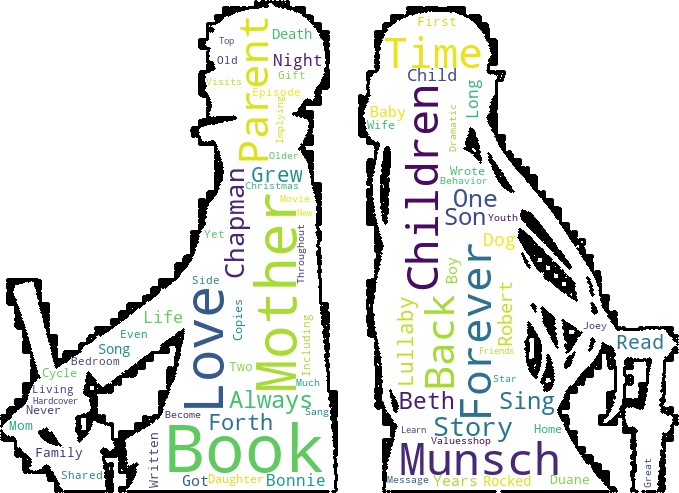 Top
Death
Old
Night
Visits
Gift
Episode
Parent
Implying
Older
Grew
Christmas
Chapman
Movie
New
Mother
Throughout
Yet
Side
Love
Copies
Life
Including
Even
Song
Bedroom
Cycle
Two
Much
Living
Hardcover
Never
Always
Sang
Become
Forth
Mom
Book
Family
Written
Shared
Got
Daughter
Bonnie
First
Time
Child
Long
Baby
Wife
Dramatic
Children
Wrote
Behavior
One
Son
Youth
Dog
Boy
Forever
Robert
Lullaby
Back
Joey
Read
Friends
Star
Beth
Sing
Story
Learn
Home
Valuesshop
Munsch
Message
Years
Rocked
Duane
Great